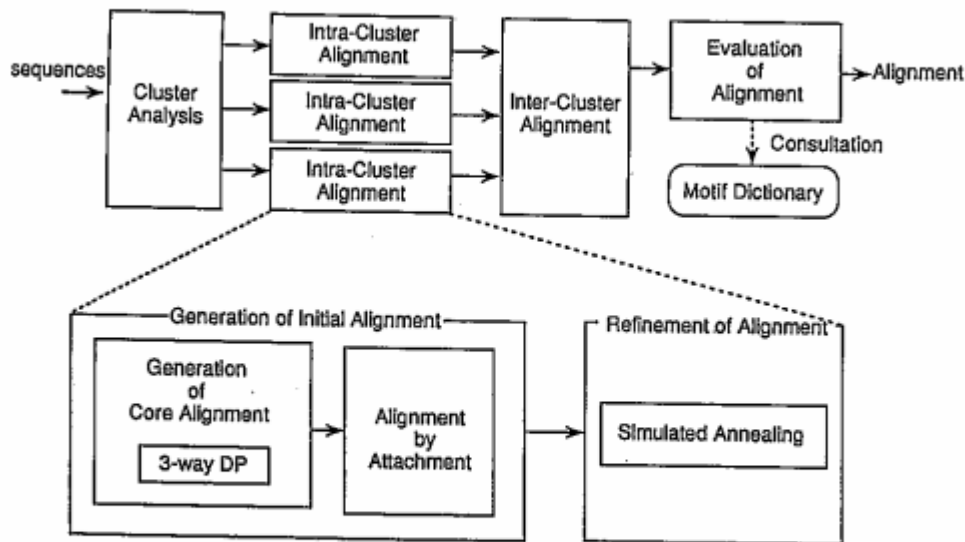 sequences
Cluster
Analysis
Intra-Cluster
Alignment
Intra-Cluster
Alignment
Intra-Cluster
Alignment
Inter-Cluster
Alignment
Evaluation
of
Alignment
Alignment
Consultation
Motif Dictionary
Generation of Initial Alignment
Generation
of
Core Alignment
3-way DP
Alignment
by
Attachment
Refinement of Alignment
Simulated Annealing